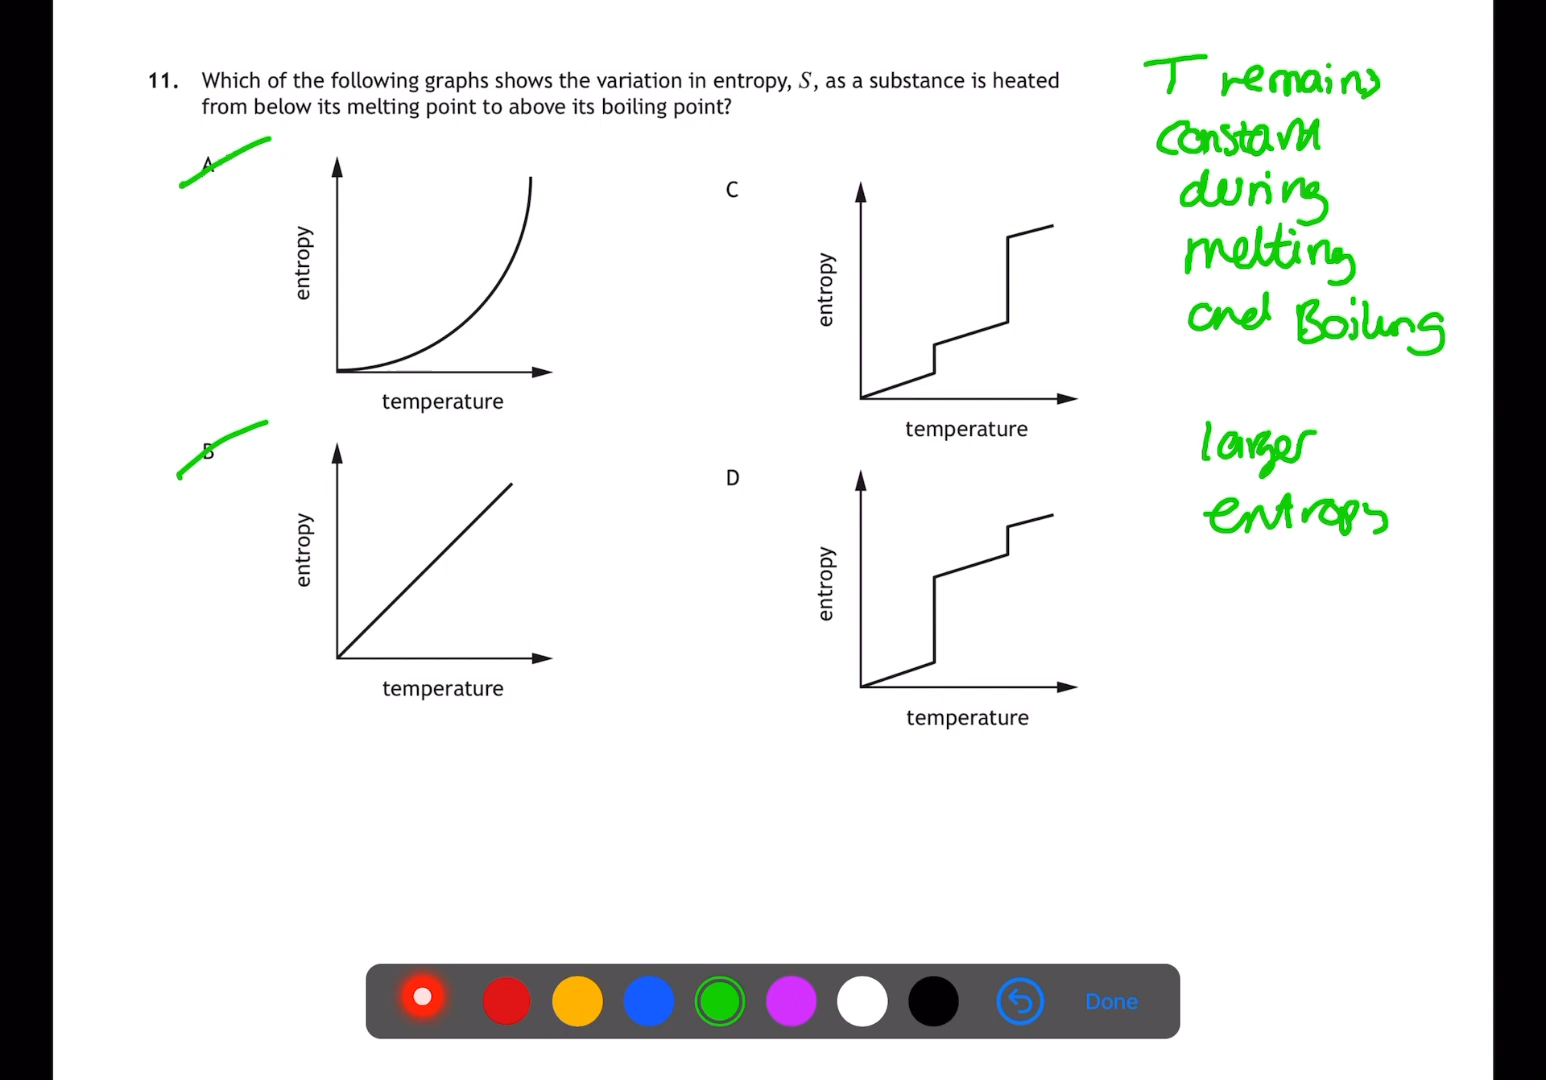 11. Which of the following graphs shows the variation in entropy, S, as a substance is heated
from below its melting point to above its boiling point?
A
entropy
temperature
B
entropy
temperature
C
entropy
temperature
D
entropy
temperature
T remains
constant
during
melting
and Boiling
larger
entropy
Done